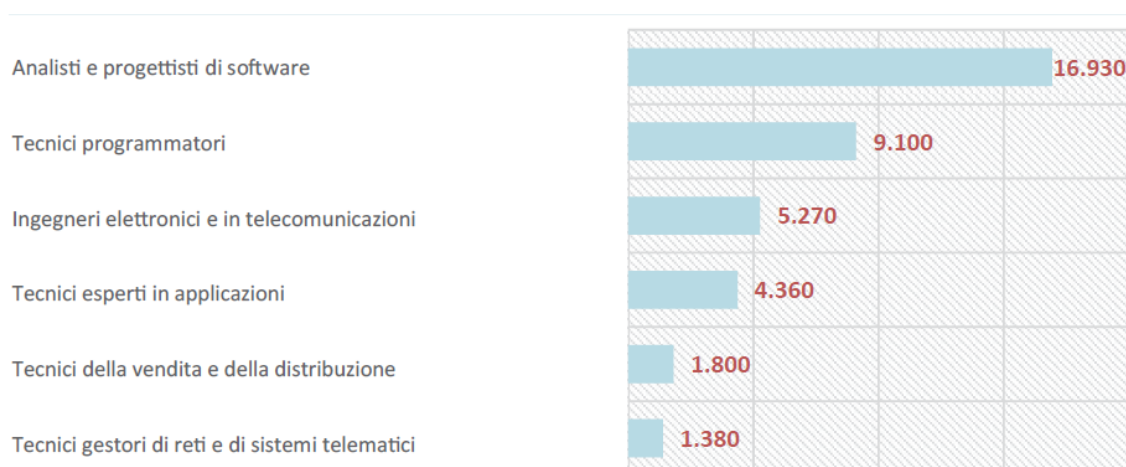 Analisti e progettisti di software 16.930
Tecnici programmatori 9.100
Ingegneri elettronici e in telecomunicazioni 5.270
Tecnici esperti in applicazioni 4.360
Tecnici della vendita e della distribuzione 1.800
Tecnici gestori di reti e di sistemi telematici 1.380